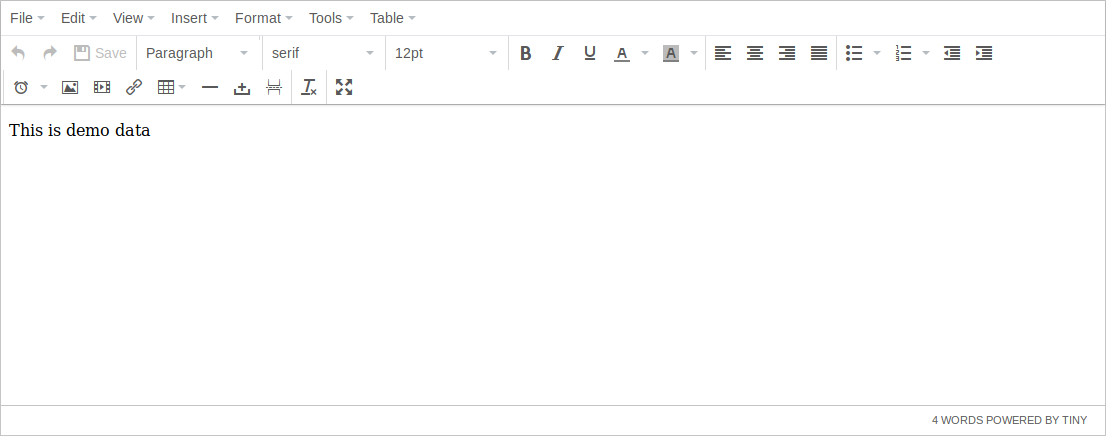 File Edit View Insert Format Tools Table
Save Paragraph serif 12pt B I U A A
This is demo data
4 WORDS POWERED BY TINY